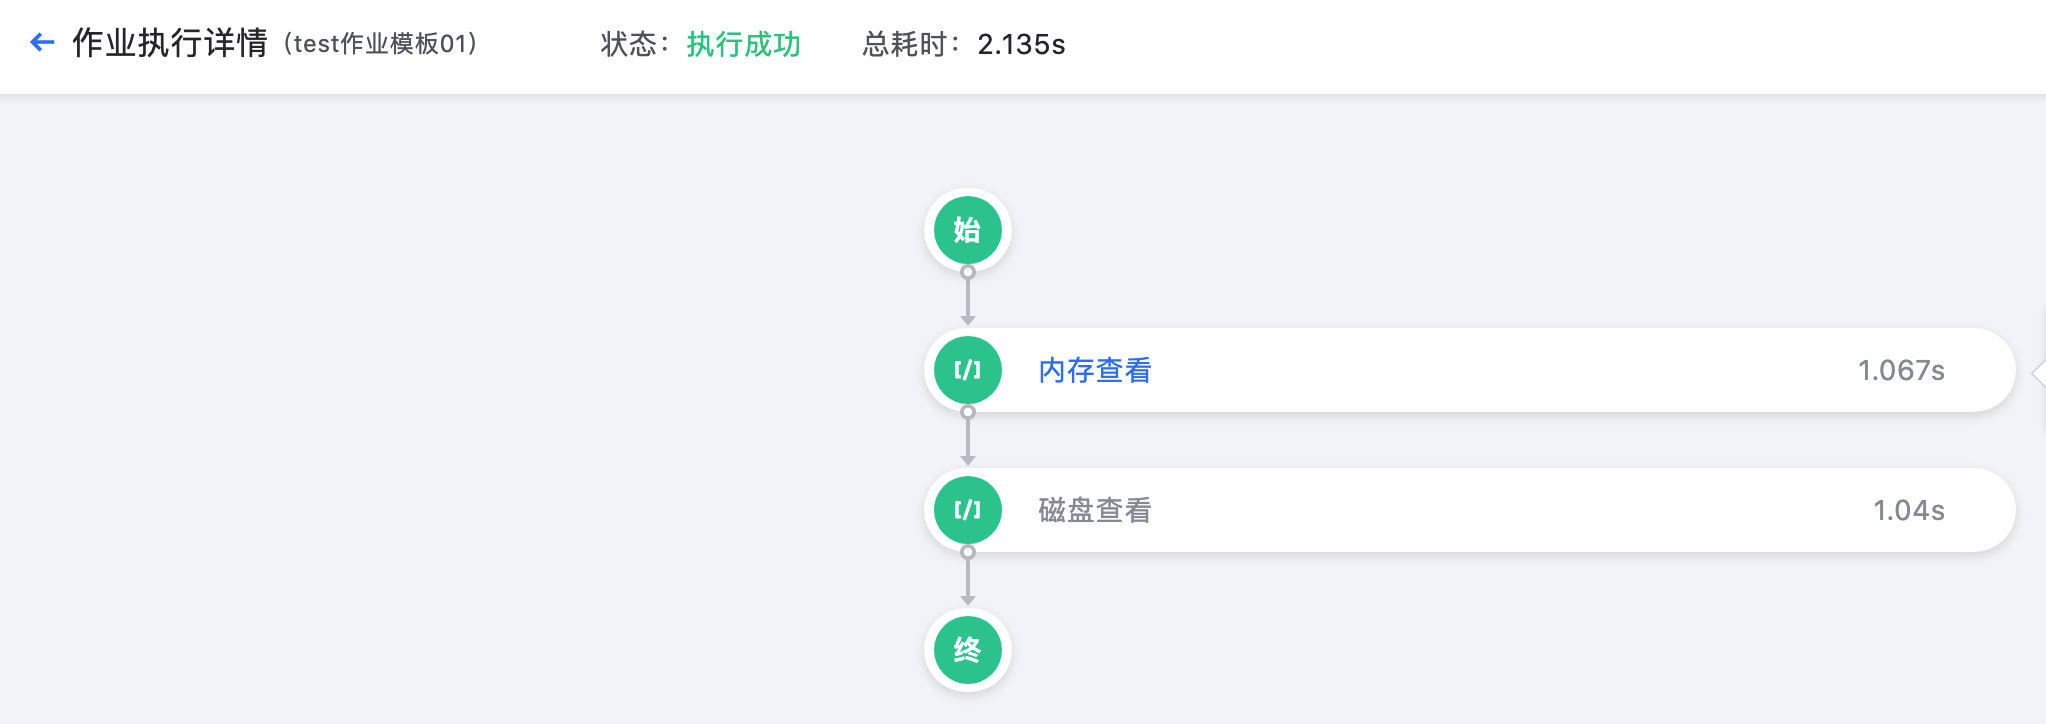 作业执行详情（test作业模板01） 状态：执行成功 总耗时：2.135s
始
[/] 内存查看 1.067s
[/] 磁盘查看 1.04s
终